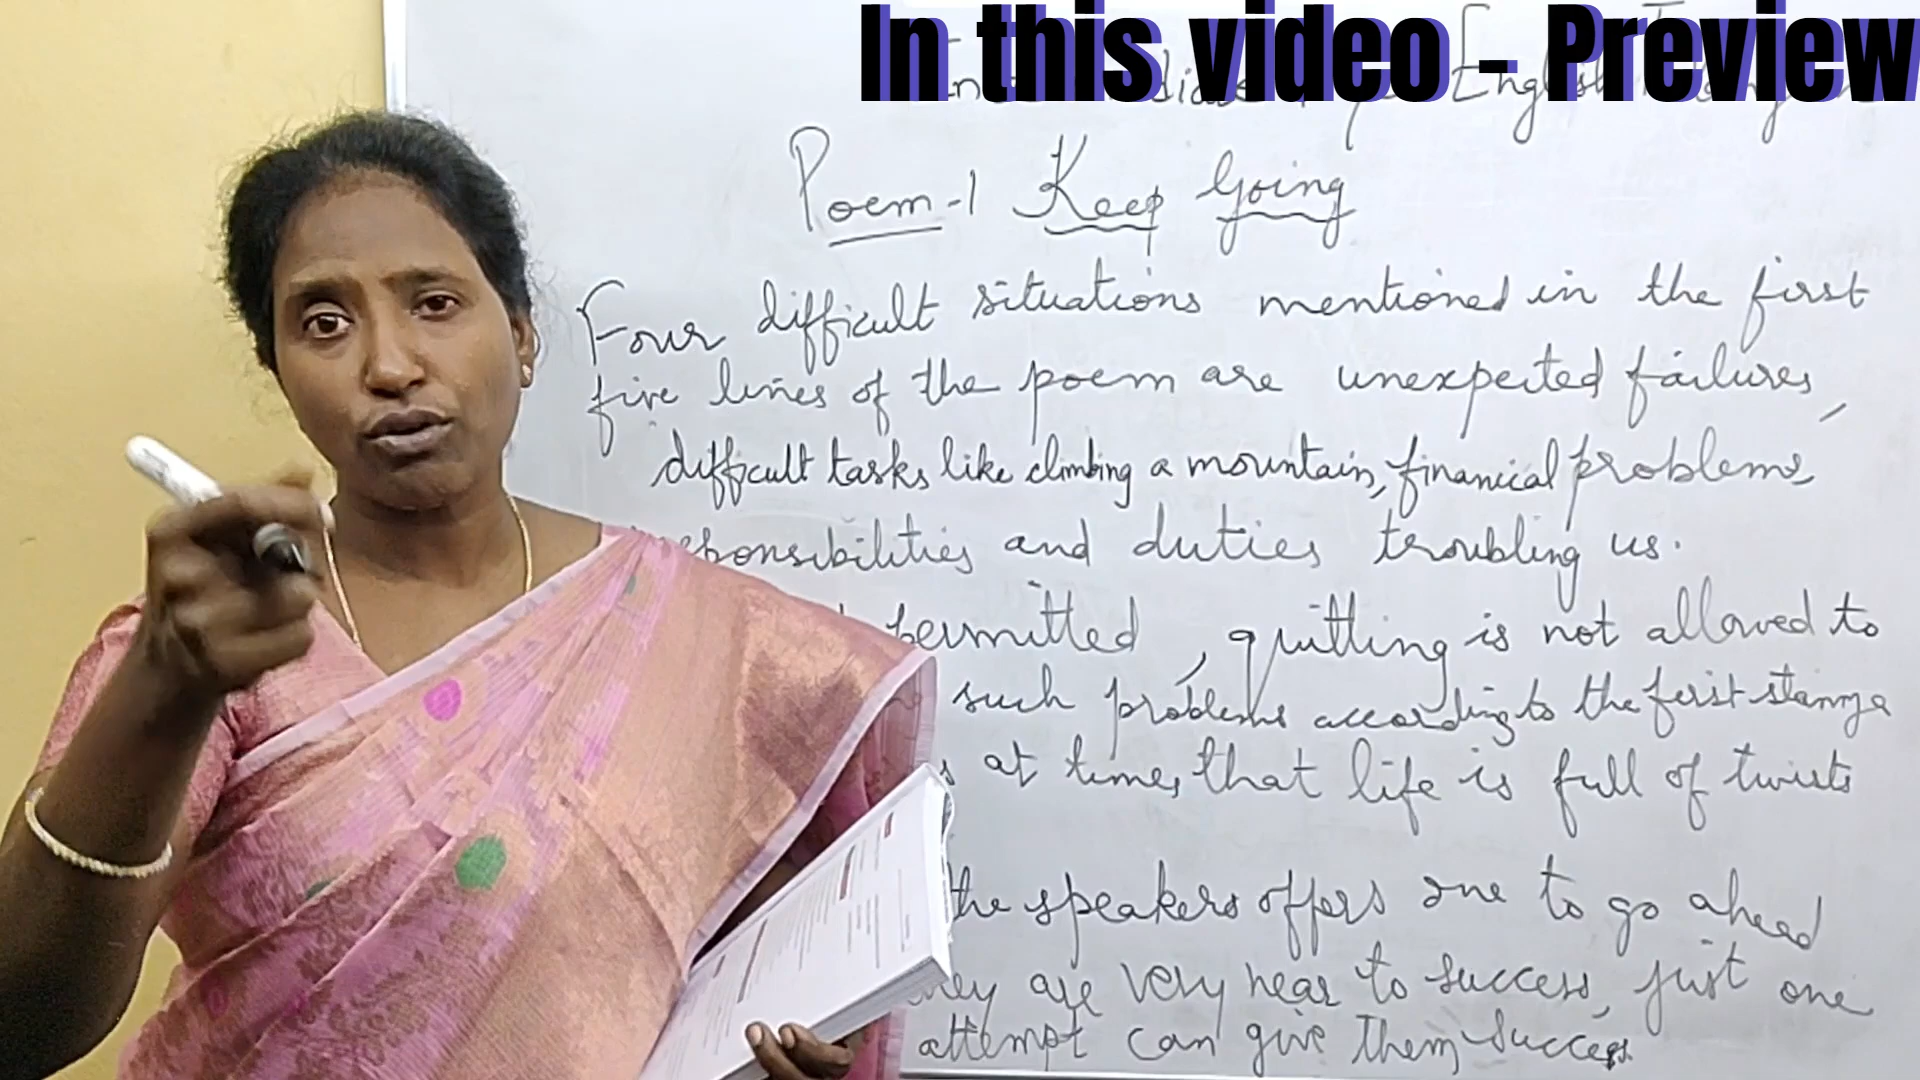 In this video - Preview
English
Poem-1 Keep Going
Four difficult situations mentioned in the first
five lines of the poem are unexpected failures,
difficult tasks like climbing a mountain, financial problems,
responsibilities and duties troubling us.
permitted, quitting is not allowed to
such problems according to the first stanza
at times, that life is full of twists
the speakers offers one to go ahead
they are very near to success, just one
attempt can give them success.